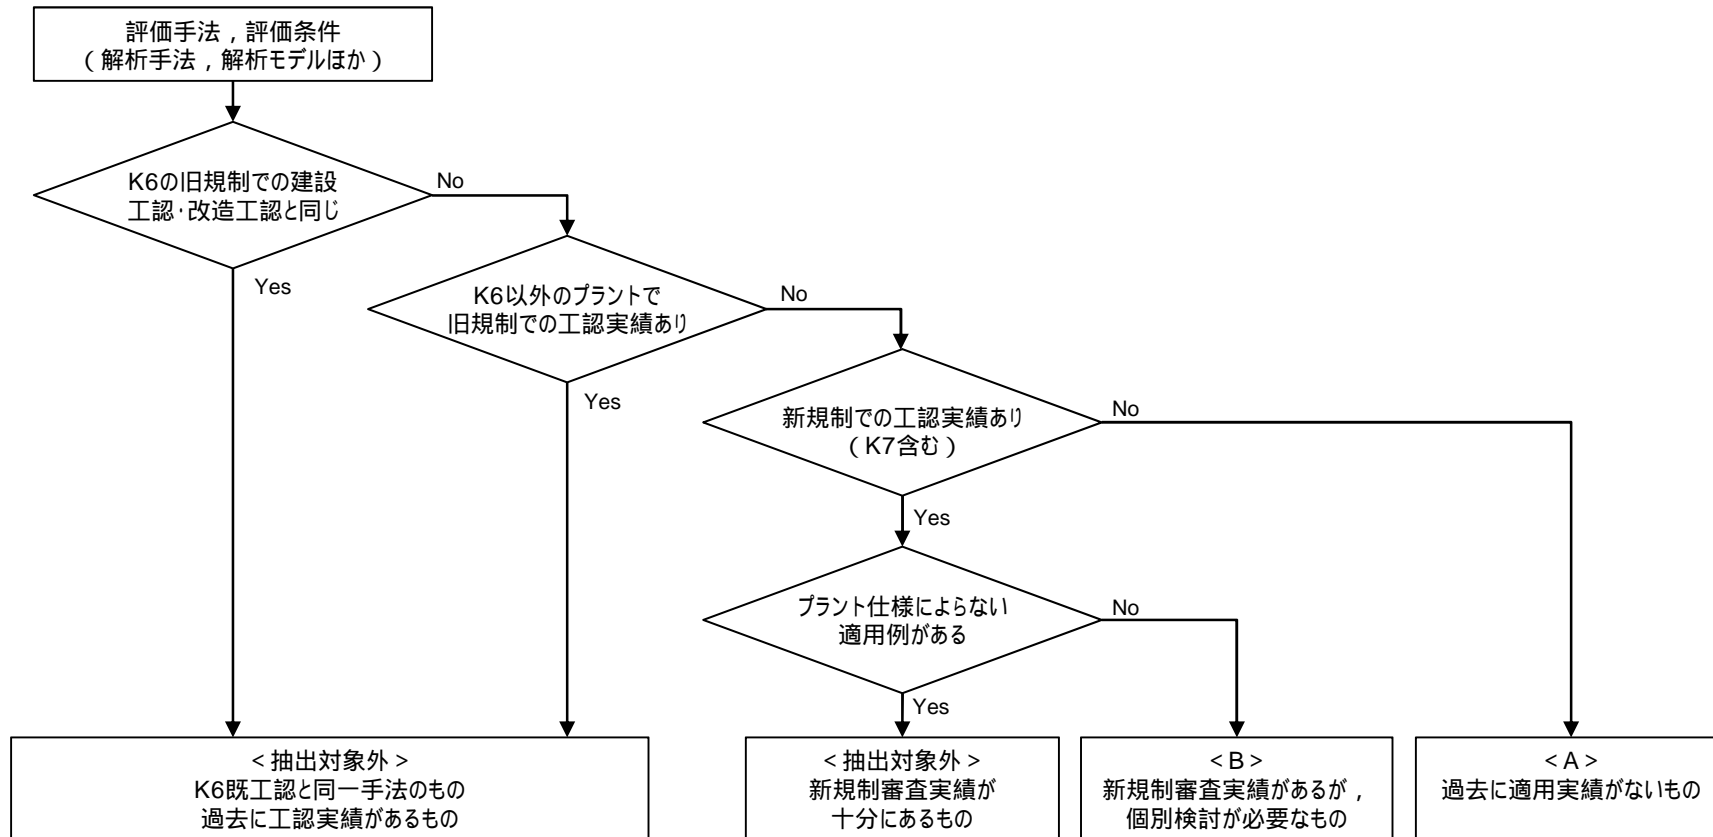 評価手法，評価条件
（解析手法，解析モデルほか）
K6の旧規制での建設
工認・改造工認と同じ
No
Yes
K6以外のプラントで
旧規制での工認実績あり
No
Yes
新規制での工認実績あり
（K7含む）
No
Yes
プラント仕様によらない
適用例がある
No
Yes
＜抽出対象外＞
K6既工認と同一手法のもの
過去に工認実績があるもの
＜抽出対象外＞
新規制審査実績が
十分にあるもの
＜B＞
新規制審査実績があるが，
個別検討が必要なもの
＜A＞
過去に適用実績がないもの